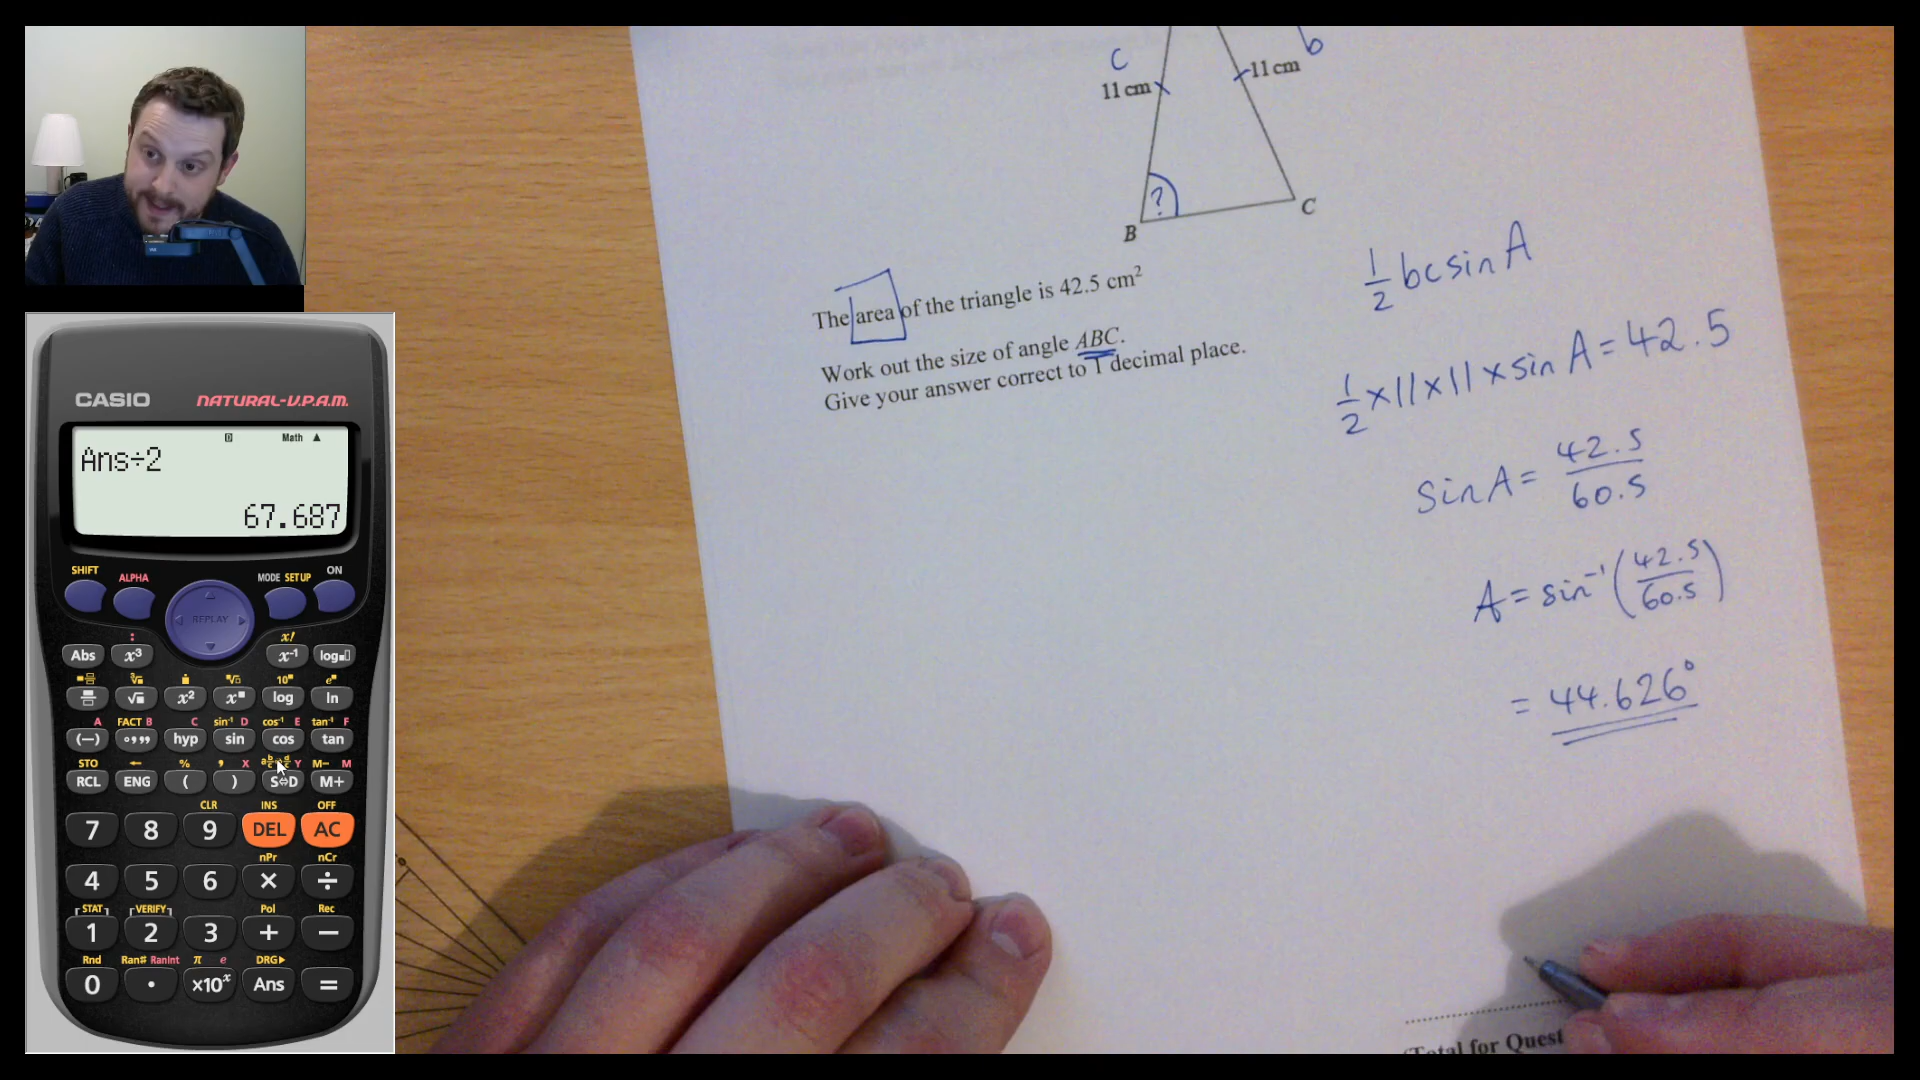 c
b
11 cm
11 cm
?
B
C
The area of the triangle is 42.5 cm²
Work out the size of angle ABC.
Give your answer correct to 1 decimal place.
1/2 bc sin A
1/2 × 11 × 11 × sin A = 42.5
sin A = 42.5/60.5
A = sin⁻¹(42.5/60.5)
= 44.626°
Total for Quest
CASIO NATURAL-V.P.A.M.
D Math ▲
Ans÷2
67.687
SHIFT ALPHA MODE SETUP ON
REPLAY
: x!
Abs x³ x⁻¹ log
10 e
√ x² x log ln
A FACT B C sin⁻¹ D cos⁻¹ E tan⁻¹ F
(−) °,,, hyp sin cos tan
STO ← % , X Y M− M
RCL ENG ( ) S⇔D M+
CLR INS OFF
7 8 9 DEL AC
nPr nCr
4 5 6 × ÷
STAT VERIFY Pol Rec
1 2 3 + −
Rnd Ran# RanInt π e DRG▶
0 • ×10ˣ Ans =